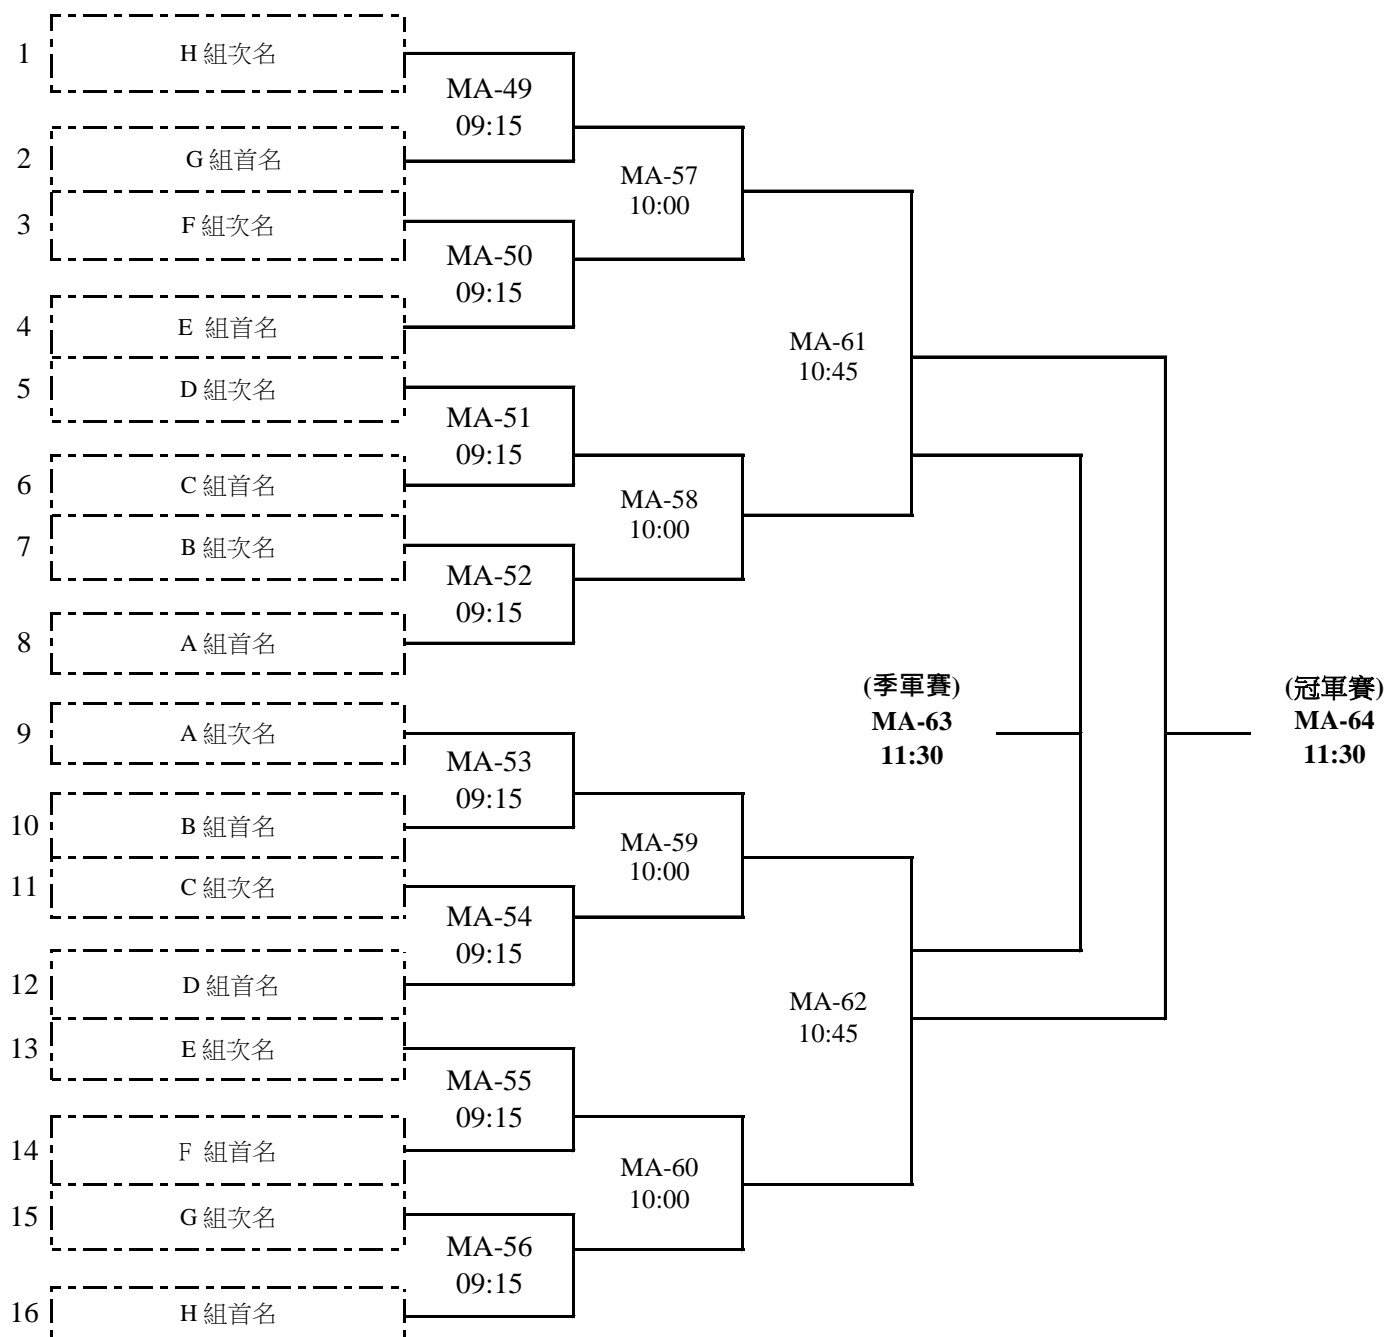 1
H 組次名
MA-49
09:15
2
G 組首名
MA-57
10:00
3
F 組次名
MA-50
09:15
4
E 組首名
MA-61
10:45
5
D 組次名
MA-51
09:15
6
C 組首名
MA-58
10:00
7
B 組次名
MA-52
09:15
8
A 組首名
(季軍賽)
MA-63
11:30
(冠軍賽)
MA-64
11:30
9
A 組次名
MA-53
09:15
10
B 組首名
MA-59
10:00
11
C 組次名
MA-54
09:15
12
D 組首名
MA-62
10:45
13
E 組次名
MA-55
09:15
14
F 組首名
MA-60
10:00
15
G 組次名
MA-56
09:15
16
H 組首名